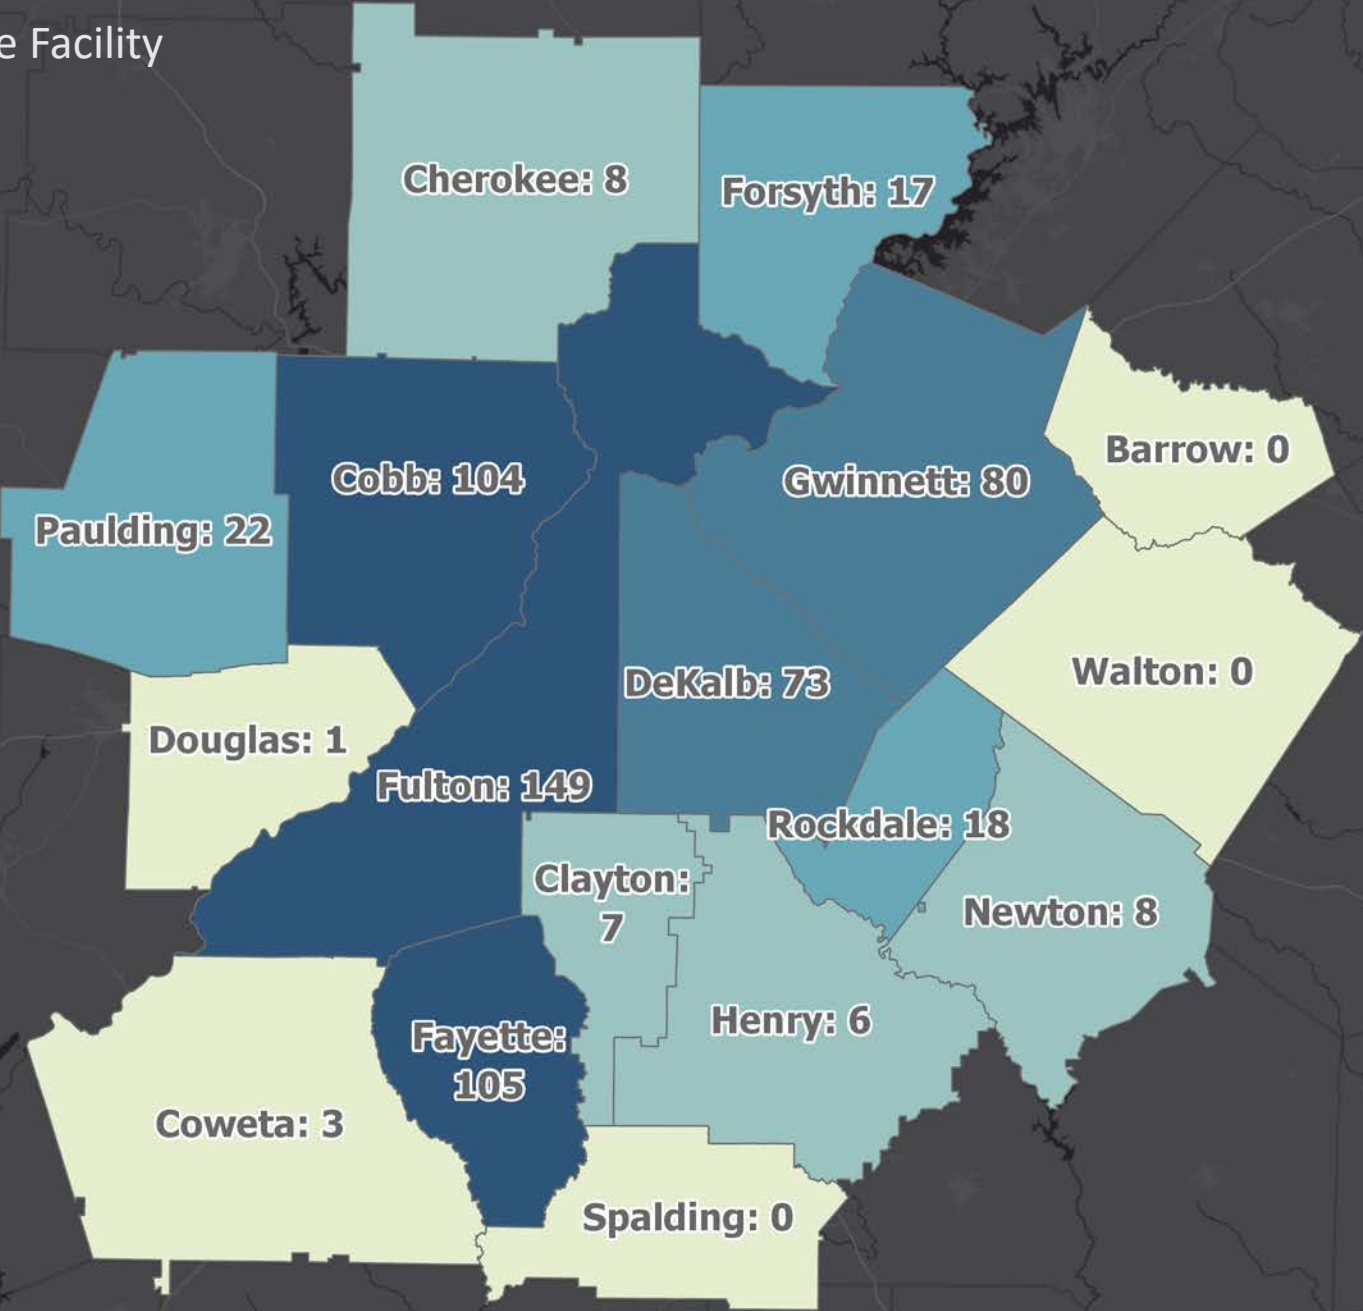 e Facility
Cherokee: 8
Forsyth: 17
Barrow: 0
Cobb: 104
Gwinnett: 80
Paulding: 22
Walton: 0
DeKalb: 73
Douglas: 1
Fulton: 149
Rockdale: 18
Clayton:
7
Newton: 8
Henry: 6
Fayette:
105
Coweta: 3
Spalding: 0